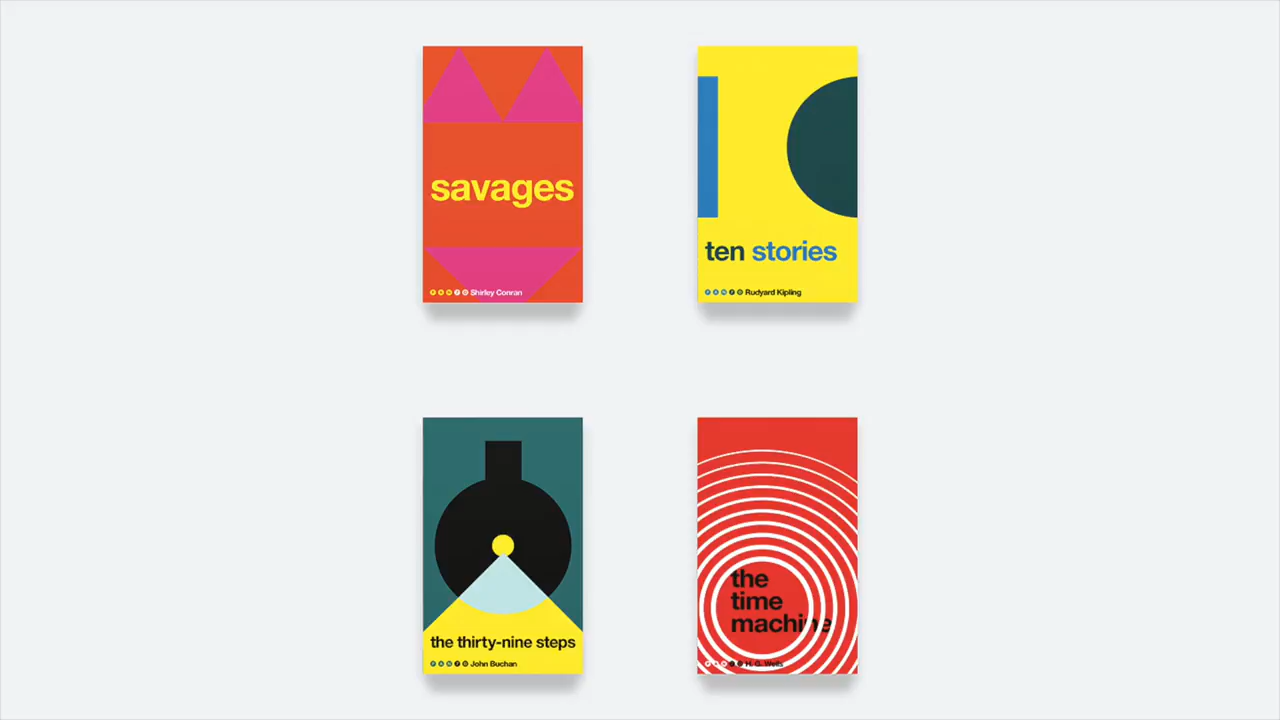 savages
Shirley Conran
ten stories
Rudyard Kipling
the thirty-nine steps
John Buchan
the
time
machine
H. G. Wells